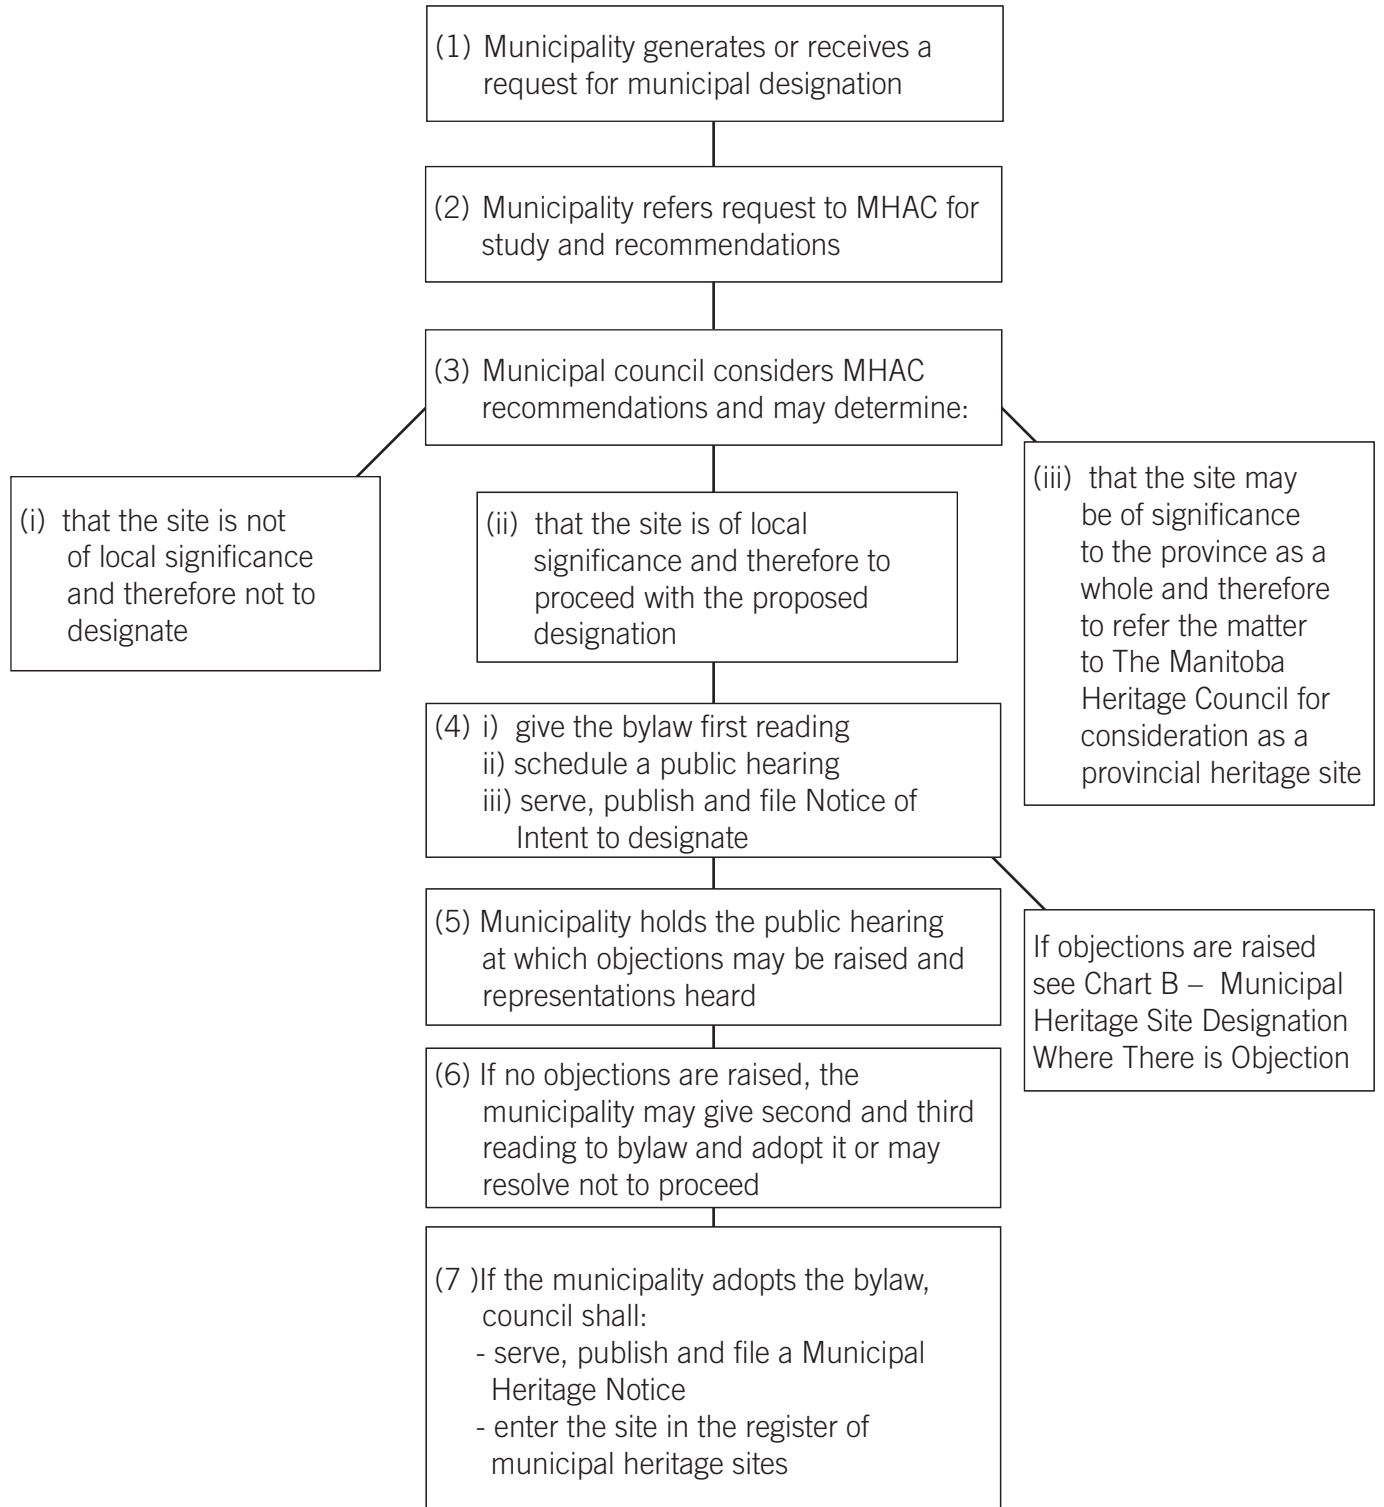 (1) Municipality generates or receives a
request for municipal designation
(2) Municipality refers request to MHAC for
study and recommendations
(3) Municipal council considers MHAC
recommendations and may determine:
(i) that the site is not
of local significance
and therefore not to
designate
(ii) that the site is of local
significance and therefore to
proceed with the proposed
designation
(iii) that the site may
be of significance
to the province as a
whole and therefore
to refer the matter
to The Manitoba
Heritage Council for
consideration as a
provincial heritage site
(4) i) give the bylaw first reading
ii) schedule a public hearing
iii) serve, publish and file Notice of
Intent to designate
(5) Municipality holds the public hearing
at which objections may be raised and
representations heard
If objections are raised
see Chart B – Municipal
Heritage Site Designation
Where There is Objection
(6) If no objections are raised, the
municipality may give second and third
reading to bylaw and adopt it or may
resolve not to proceed
(7 )If the municipality adopts the bylaw,
council shall:
- serve, publish and file a Municipal
Heritage Notice
- enter the site in the register of
municipal heritage sites